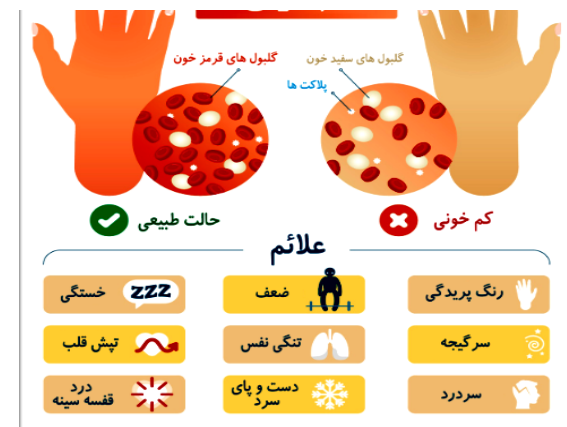 گلبول های سفید خون
گلبول های قرمز خون
پلاکت ها
کم خونی
حالت طبیعی
علائم
رنگ پریدگی
ضعف
خستگی
zzz
سرگیجه
تنگی نفس
تپش قلب
سردرد
دست و پای
سرد
درد
قفسه سینه